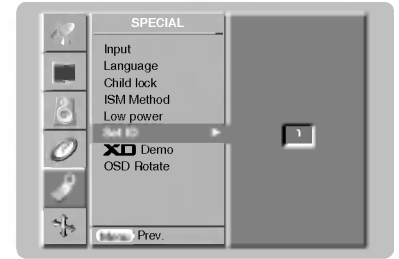 SPECIAL
Input
Language
Child lock
ISM Method
Low power
Set ID
XD Demo
OSD Rotate
1
Menu Prev.